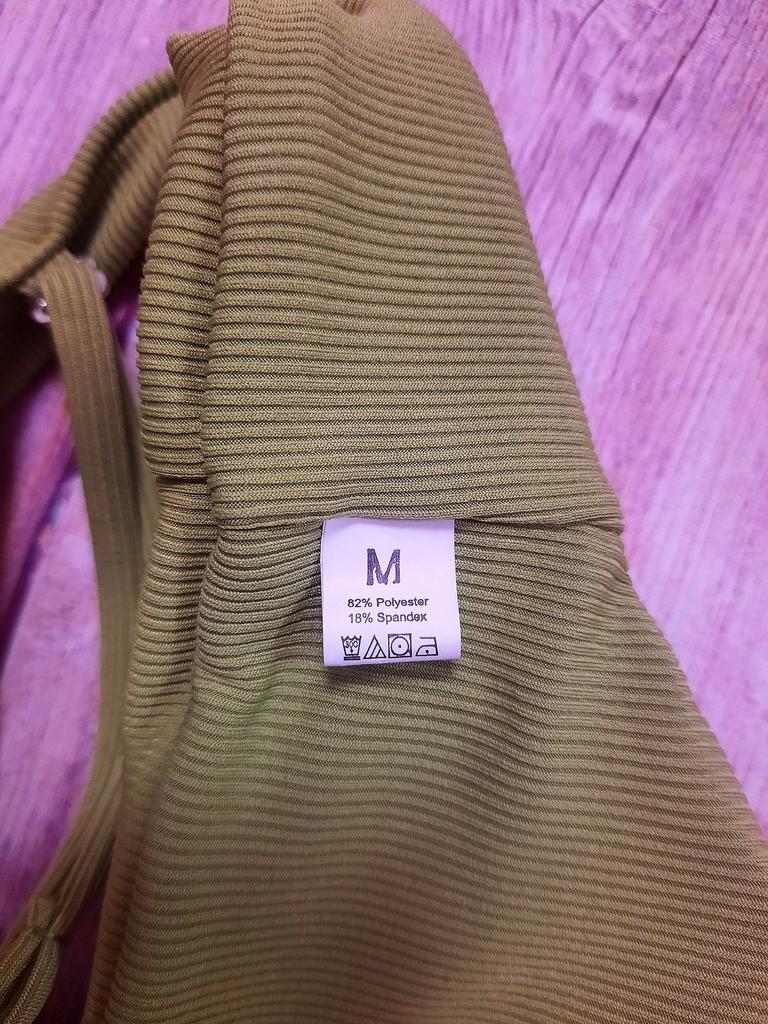 M
82% Polyester
18% Spandex